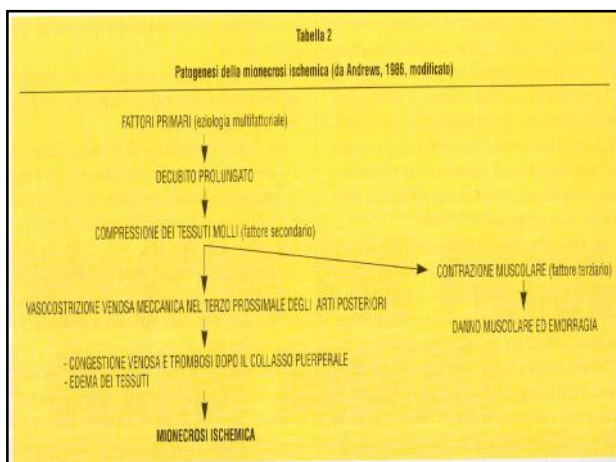 Tabella 2
Patogenesi della mionecrosi ischemica (da Andrews, 1986, modificato)
FATTORI PRIMARI (eziologia multifattoriale)
DECUBITO PROLUNGATO
COMPRESSIONE DEI TESSUTI MOLLI (fattore secondario)
CONTRAZIONE MUSCOLARE (fattore terziario)
VASOCOSTRIZIONE VENOSA MECCANICA NEL TERZO PROSSIMALE DEGLI ARTI POSTERIORI
DANNO MUSCOLARE ED EMORRAGIA
- CONGESTIONE VENOSA E TROMBOSI DOPO IL COLLASSO PUERPERALE
- EDEMA DEI TESSUTI
MIONECROSI ISCHEMICA